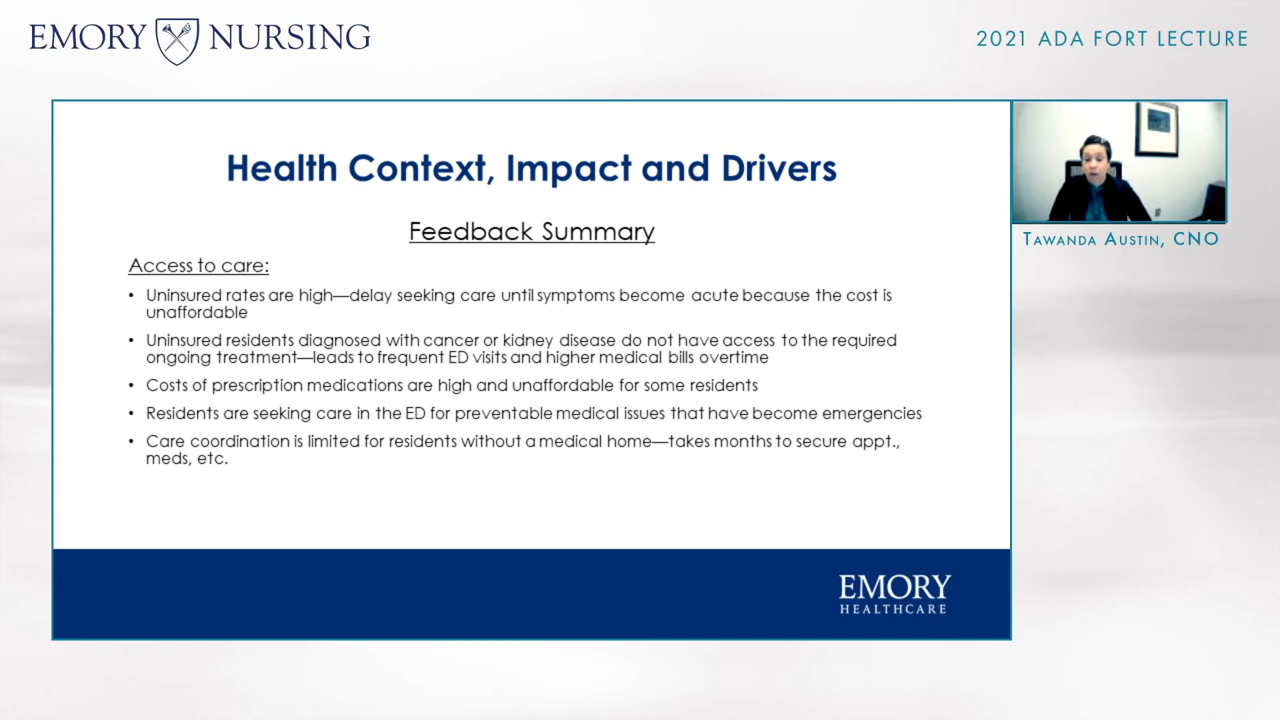 EMORY NURSING
2021 ADA FORT LECTURE
Health Context, Impact and Drivers
Feedback Summary
Access to care:
• Uninsured rates are high—delay seeking care until symptoms become acute because the cost is
unaffordable
• Uninsured residents diagnosed with cancer or kidney disease do not have access to the required
ongoing treatment—leads to frequent ED visits and higher medical bills overtime
• Costs of prescription medications are high and unaffordable for some residents
• Residents are seeking care in the ED for preventable medical issues that have become emergencies
• Care coordination is limited for residents without a medical home—takes months to secure appt.,
meds, etc.
EMORY
HEALTHCARE
Tawanda Austin, CNO